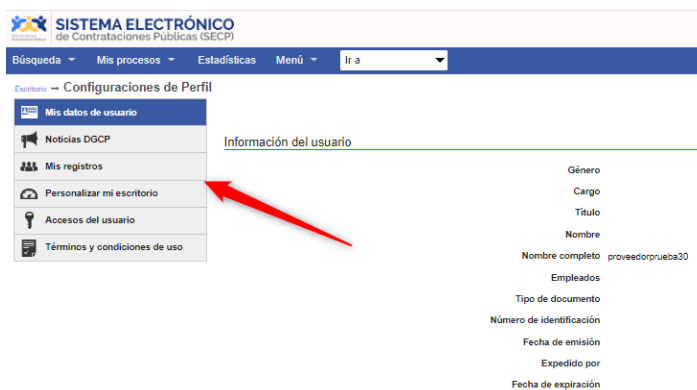 SISTEMA ELECTRÓNICO
de Contrataciones Públicas (SECP)
Búsqueda Mis procesos Estadísticas Menú Ir a
Escritorio → Configuraciones de Perfil
Mis datos de usuario
Noticias DGCP
Mis registros
Personalizar mi escritorio
Accesos del usuario
Términos y condiciones de uso
Información del usuario
Género
Cargo
Título
Nombre
Nombre completo proveedorprueba30
Empleados
Tipo de documento
Número de identificación
Fecha de emisión
Expedido por
Fecha de expiración